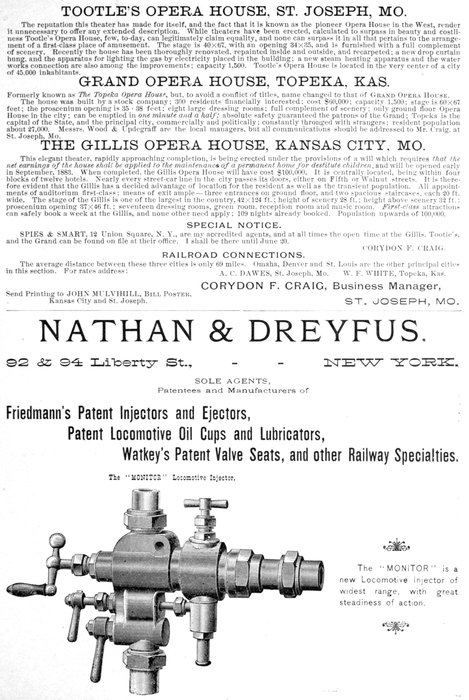 TOOTLE'S OPERA HOUSE, ST. JOSEPH, MO.
The reputation this theater has made for itself, and the fact that it is known as the pioneer Opera House in the West, render
it unnecessary to offer any extended description. While theaters have been erected, calculated to surpass in beauty and costli-
ness Tootle's Opera House, few, to-day, can legitimately claim equality, and none can surpass it in all that pertains to the arrange-
ment of a first-class place of amusement. The stage is 40×67, with an opening 34×35, and is furnished with a full complement
of scenery. Recently the house has been thoroughly renovated, repainted inside and outside, and recarpeted; a new drop curtain
hung, and the apparatus for lighting the gas by electricity placed in the building; a new steam heating apparatus and the water
works connection are also among the improvements; capacity 1,500. Tootle's Opera House is located in the very center of a city
of 45,000 inhabitants.
GRAND OPERA HOUSE, TOPEKA, KAS.
Formerly known as The Topeka Opera House, but, to avoid a conflict of titles, name changed to that of GRAND OPERA HOUSE.
The house was built by a stock company; 300 residents financially interested; cost $60,000; capacity 1,500; stage is 60×67
feet; the proscenium opening is 35 × 38 feet; eight large dressing rooms; full complement of scenery; only ground floor Opera
House in the city; can be emptied in one minute and a half; absolute safety guaranteed the patrons of the Grand; Topeka is the
capital of the State, and the principal city, commercially and politically; constantly thronged with strangers; resident population
about 27,000. Messrs. Wood & Updegraff are the local managers, but all communications should be addressed to Mr. Craig, at
St. Joseph, Mo.
THE GILLIS OPERA HOUSE, KANSAS CITY, MO.
This elegant theater, rapidly approaching completion, is being erected under the provisions of a will which requires that the
net earnings of the house shall be applied to the maintenance of a permanent home for destitute children, and will be opened early
in September, 1883. When completed, the Gillis Opera House will have cost $100,000. It is centrally located, being within four
blocks of twelve hotels. Nearly every street-car line in the city passes its doors, either on Fifth or Walnut streets. It is there-
fore evident that the Gillis has a decided advantage of location for the resident as well as the transient population. All appoint-
ments of auditorium first-class; means of exit ample — three entrances on ground floor, and two spacious staircases, each 20 ft.
wide. The stage of the Gillis is one of the largest in the country, 42×124 ft.; height of scenery 28 ft.; height above scenery 32 ft.;
proscenium opening 37×46 ft.; seventeen dressing rooms, green room, reception room and music room. First-class attractions
can safely book a week at the Gillis, and none other need apply; 109 nights already booked. Population upwards of 100,000.
SPECIAL NOTICE.
SPIES & SMART, 12 Union Square, N. Y., are my accredited agents, and at all times the open time at the Gillis, Tootle's,
and the Grand can be found on file at their office. I shall be there until June 20.
CORYDON F. CRAIG.
RAILROAD CONNECTIONS.
The average distance between these three cities is only 69 miles. Omaha, Denver and St. Louis are the other principal cities
in this section. For rates address:
A. C. DAWES, St. Joseph, Mo. W. F. WHITE, Topeka, Kas.
CORYDON F. CRAIG, Business Manager,
Send Printing to JOHN MULVIHILL, BILL POSTER,
Kansas City and St. Joseph.
ST. JOSEPH, MO.
NATHAN & DREYFUS.
92 & 94 Liberty St., - - NEW YORK.
SOLE AGENTS,
Patentees and Manufacturers of
Friedmann's Patent Injectors and Ejectors,
Patent Locomotive Oil Cups and Lubricators,
Watkey's Patent Valve Seats, and other Railway Specialties.
The "MONITOR" Locomotive Injector.
The "MONITOR" is a
new Locomotive Injector of
widest range, with great
steadiness of action.